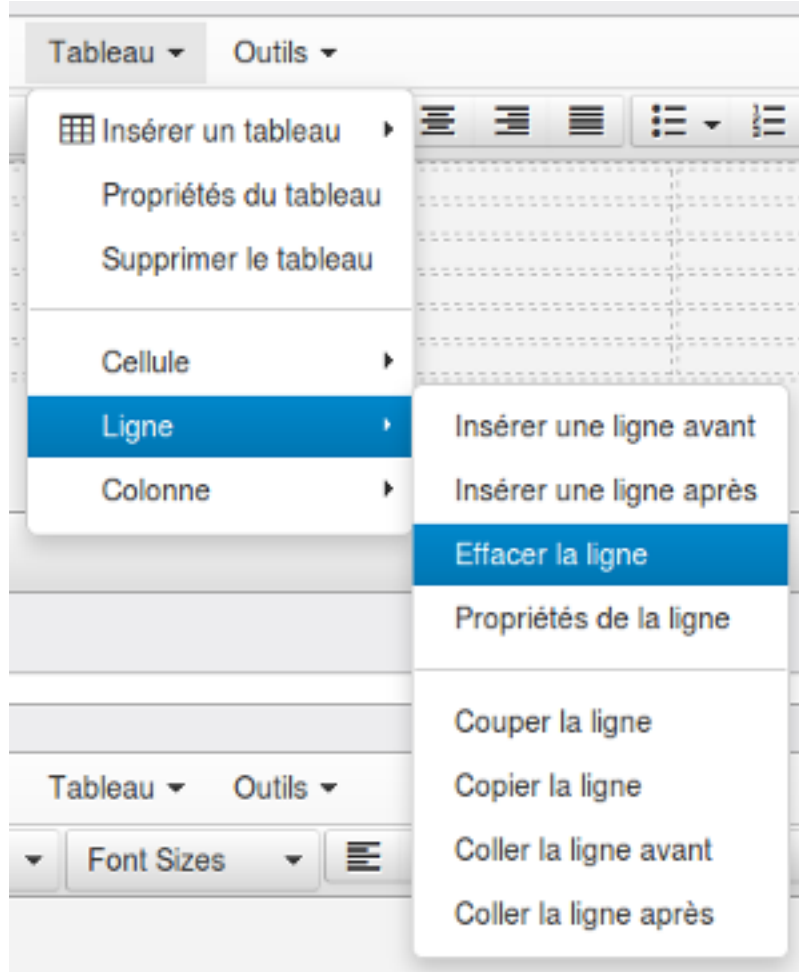 Tableau Outils
Insérer un tableau
Propriétés du tableau
Supprimer le tableau
Cellule
Ligne
Colonne
Insérer une ligne avant
Insérer une ligne après
Effacer la ligne
Propriétés de la ligne
Couper la ligne
Copier la ligne
Coller la ligne avant
Coller la ligne après
Tableau Outils
Font Sizes